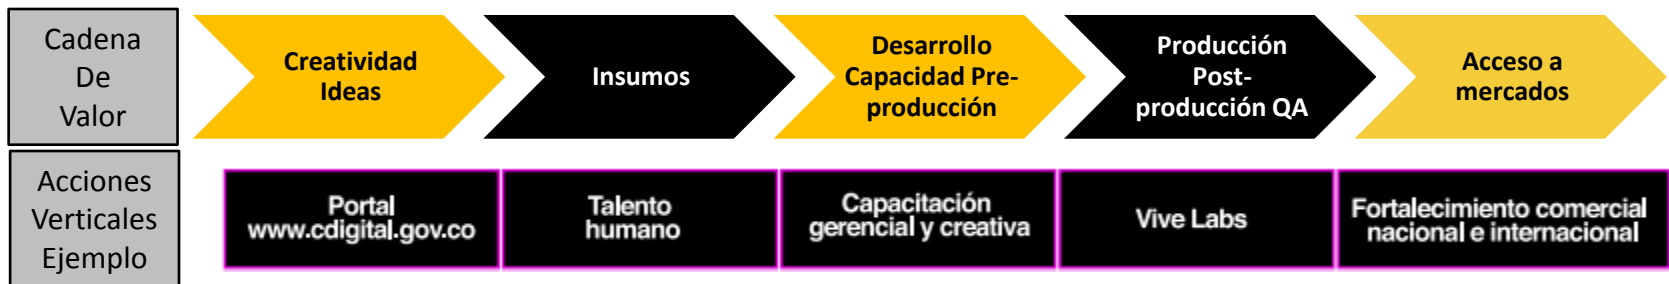 Cadena
De
Valor
Creatividad
Ideas
Insumos
Desarrollo
Capacidad Pre-
producción
Producción
Post-
producción QA
Acceso a
mercados
Acciones
Verticales
Ejemplo
Portal
www.cdigital.gov.co
Talento
humano
Capacitación
gerencial y creativa
Vive Labs
Fortalecimiento comercial
nacional e internacional